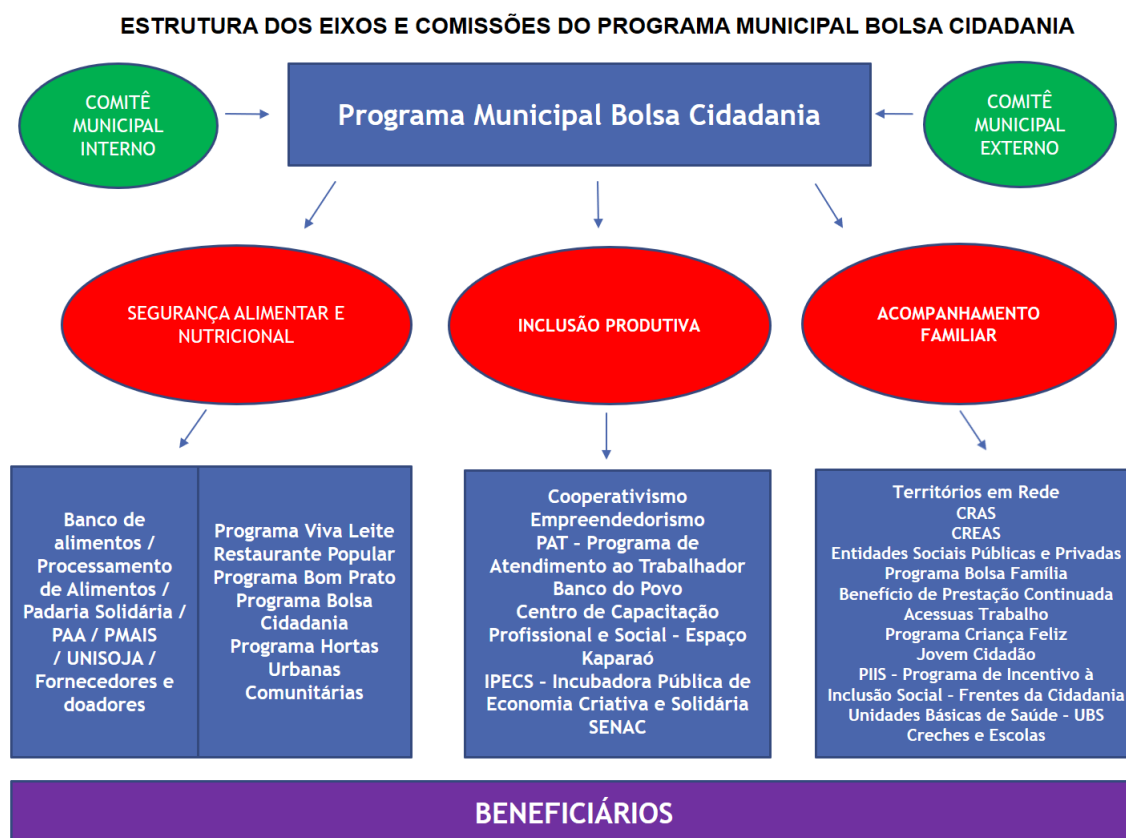 ESTRUTURA DOS EIXOS E COMISSÕES DO PROGRAMA MUNICIPAL BOLSA CIDADANIA
COMITÊ
MUNICIPAL
INTERNO
Programa Municipal Bolsa Cidadania
COMITÊ
MUNICIPAL
EXTERNO
SEGURANÇA ALIMENTAR E
NUTRICIONAL
INCLUSÃO PRODUTIVA
ACOMPANHAMENTO
FAMILIAR
Banco de
alimentos /
Processamento
de Alimentos /
Padaria Solidária /
PAA / PMAIS
/ UNISOJA /
Fornecedores e
doadores
Programa Viva Leite
Restaurante Popular
Programa Bom Prato
Programa Bolsa
Cidadania
Programa Hortas
Urbanas
Comunitárias
Cooperativismo
Empreendedorismo
PAT - Programa de
Atendimento ao Trabalhador
Banco do Povo
Centro de Capacitação
Profissional e Social - Espaço
Kaparaó
IPECS - Incubadora Pública de
Economia Criativa e Solidária
SENAC
Territórios em Rede
CRAS
CREAS
Entidades Sociais Públicas e Privadas
Programa Bolsa Família
Benefício de Prestação Continuada
Acessuas Trabalho
Programa Criança Feliz
Jovem Cidadão
PIIS - Programa de Incentivo à
Inclusão Social - Frentes da Cidadania
Unidades Básicas de Saúde - UBS
Creches e Escolas
BENEFICIÁRIOS